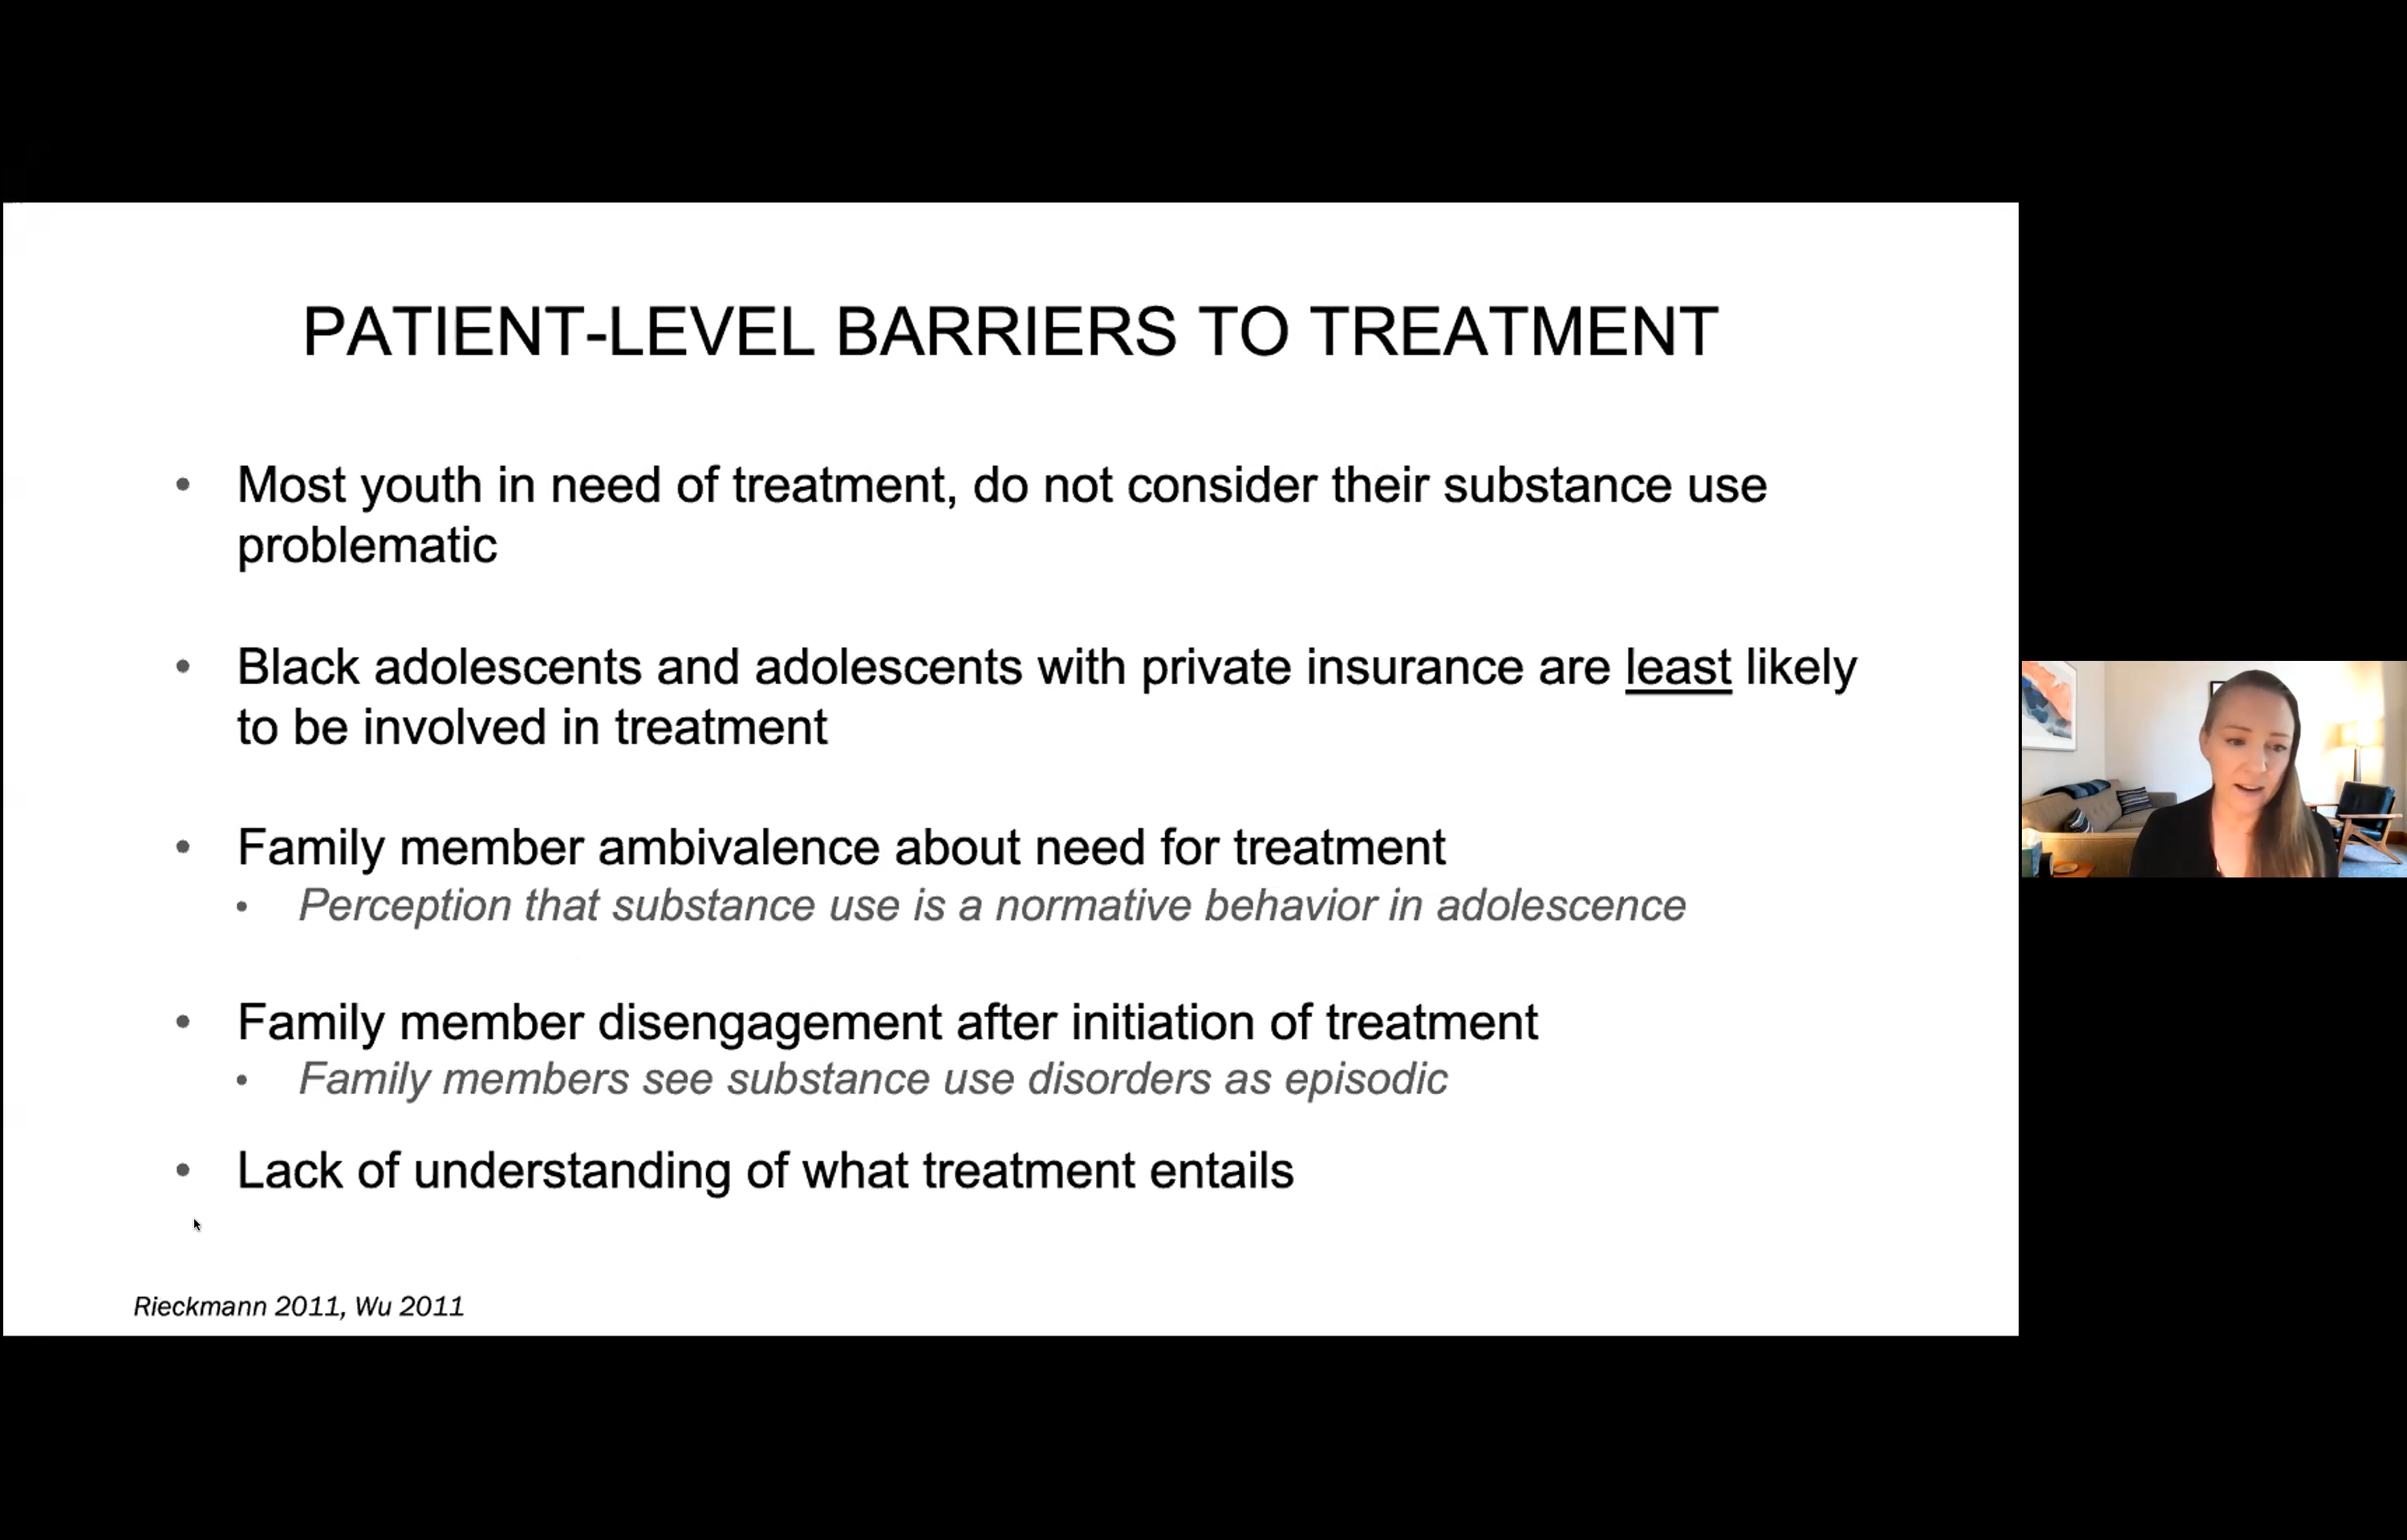 PATIENT-LEVEL BARRIERS TO TREATMENT
• Most youth in need of treatment, do not consider their substance use
problematic
• Black adolescents and adolescents with private insurance are least likely
to be involved in treatment
• Family member ambivalence about need for treatment
• Perception that substance use is a normative behavior in adolescence
• Family member disengagement after initiation of treatment
• Family members see substance use disorders as episodic
• Lack of understanding of what treatment entails
Rieckmann 2011, Wu 2011